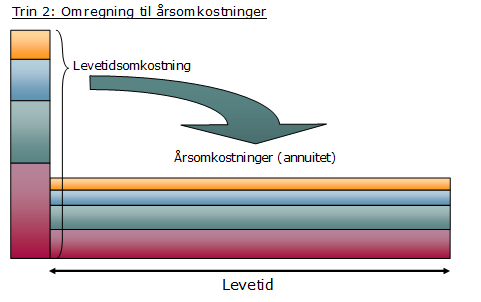 Trin 2: Omregning til årsomkostninger
Levetidsomkostning
Årsomkostninger (annuitet)
Levetid